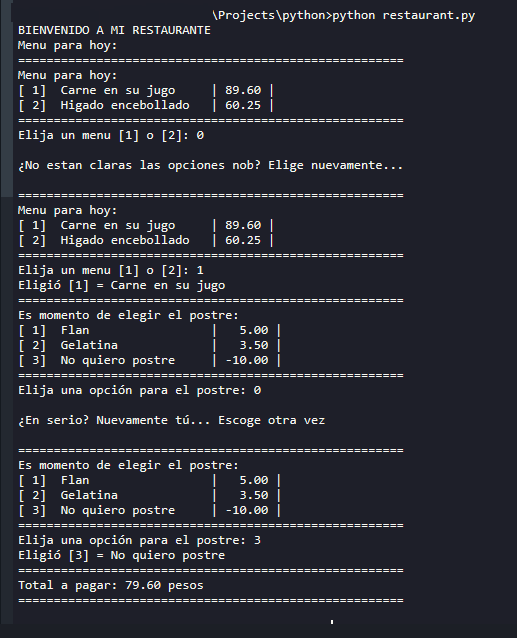 \Projects\python>python restaurant.py
BIENVENIDO A MI RESTAURANTE
Menu para hoy:
=====================================================
Menu para hoy:
[ 1]  Carne en su jugo     | 89.60 |
[ 2]  Higado encebollado   | 60.25 |
=====================================================
Elija un menu [1] o [2]: 0
¿No estan claras las opciones nob? Elige nuevamente...
=====================================================
Menu para hoy:
[ 1]  Carne en su jugo     | 89.60 |
[ 2]  Higado encebollado   | 60.25 |
=====================================================
Elija un menu [1] o [2]: 1
Eligió [1] = Carne en su jugo
=====================================================
Es momento de elegir el postre:
[ 1]  Flan                 |   5.00 |
[ 2]  Gelatina             |   3.50 |
[ 3]  No quiero postre     | -10.00 |
=====================================================
Elija una opción para el postre: 0
¿En serio? Nuevamente tú... Escoge otra vez
=====================================================
Es momento de elegir el postre:
[ 1]  Flan                 |   5.00 |
[ 2]  Gelatina             |   3.50 |
[ 3]  No quiero postre     | -10.00 |
=====================================================
Elija una opción para el postre: 3
Eligió [3] = No quiero postre
=====================================================
Total a pagar: 79.60 pesos
=====================================================